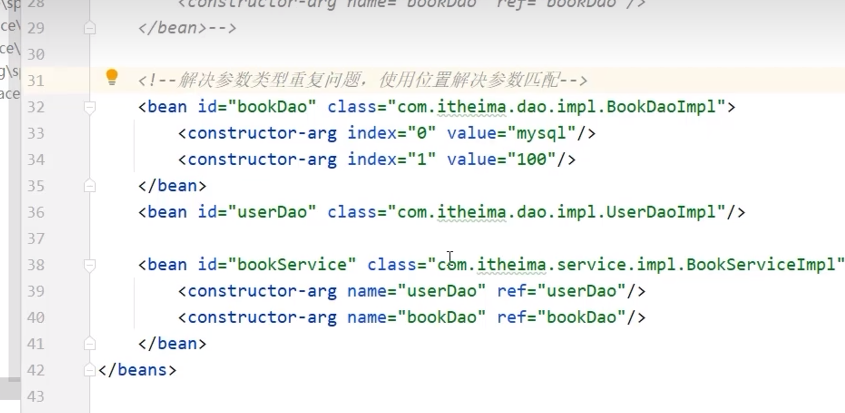 \sp
28 <constructor-arg name="bookDao" ref="bookDao"/>
ce\
29 </bean>-->
ce\
30
g\sp
31 <!--解决参数类型重复问题，使用位置解决参数匹配-->
ace
32 <bean id="bookDao" class="com.itheima.dao.impl.BookDaoImpl">
33 <constructor-arg index="0" value="mysql"/>
34 <constructor-arg index="1" value="100"/>
35 </bean>
36 <bean id="userDao" class="com.itheima.dao.impl.UserDaoImpl"/>
37
38 <bean id="bookService" class="com.itheima.service.impl.BookServiceImpl"
39 <constructor-arg name="userDao" ref="userDao"/>
40 <constructor-arg name="bookDao" ref="bookDao"/>
41 </bean>
42 </beans>
43